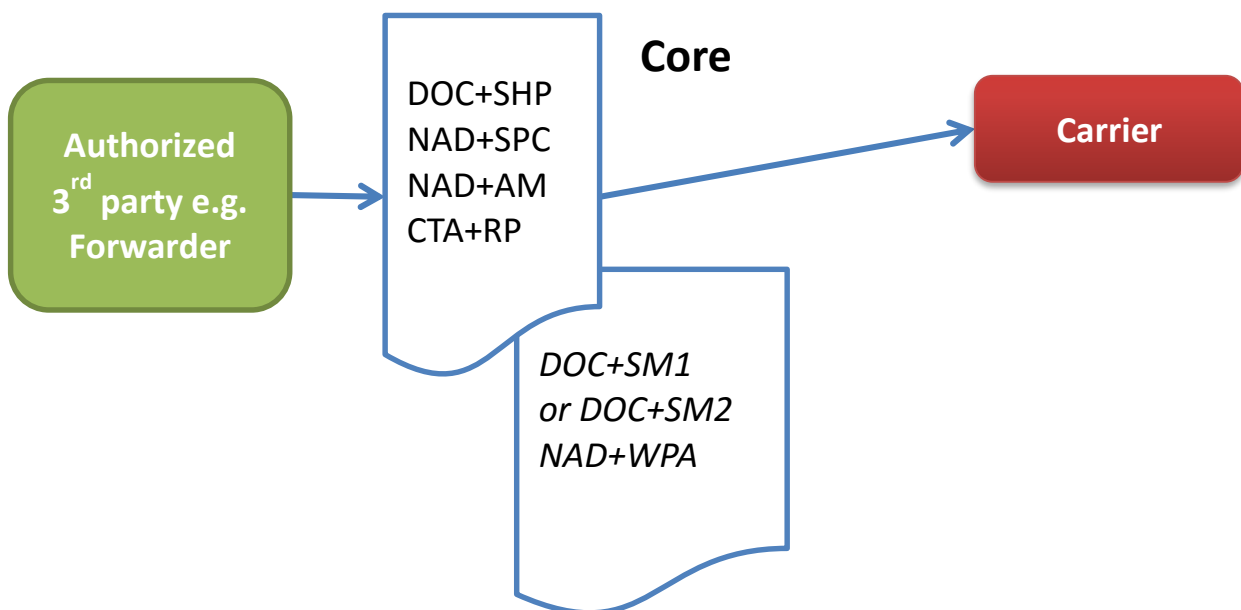 Core
Authorized
3rd party e.g.
Forwarder
DOC+SHP
NAD+SPC
NAD+AM
CTA+RP
Carrier
DOC+SM1
or DOC+SM2
NAD+WPA